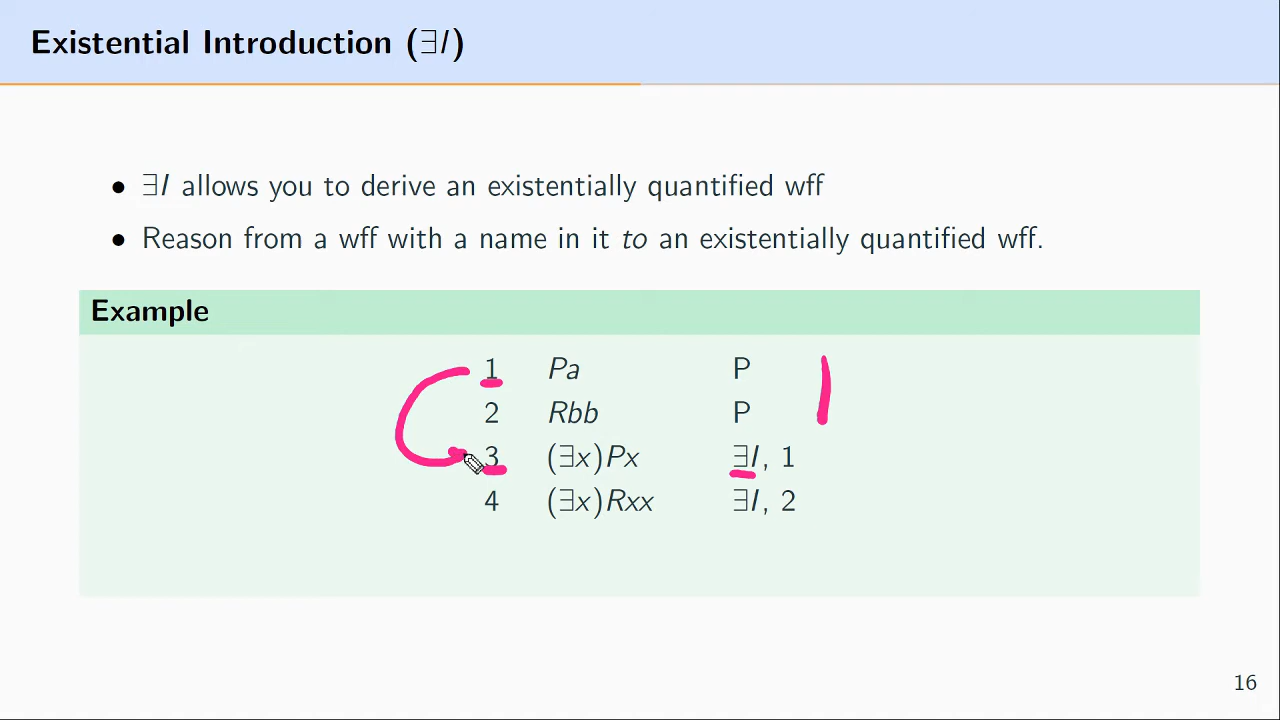 Existential Introduction (∃I)
• ∃I allows you to derive an existentially quantified wff
• Reason from a wff with a name in it to an existentially quantified wff.
Example
1 Pa P
2 Rbb P
3 (∃x)Px ∃I, 1
4 (∃x)Rxx ∃I, 2
16